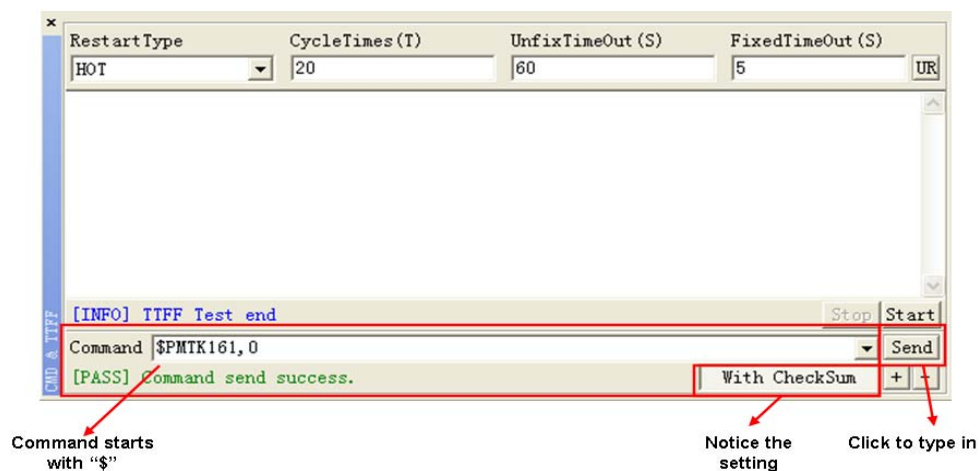 ×
RestartType CycleTimes(T) UnfixTimeOut(S) FixedTimeOut(S)
HOT 20 60 5 UR
[INFO] TTFF Test end Stop Start
Command $PMTK161,0 Send
[PASS] Command send success. With CheckSum + -
CMD & TTFF
Command starts
with “$”
Notice the
setting
Click to type in